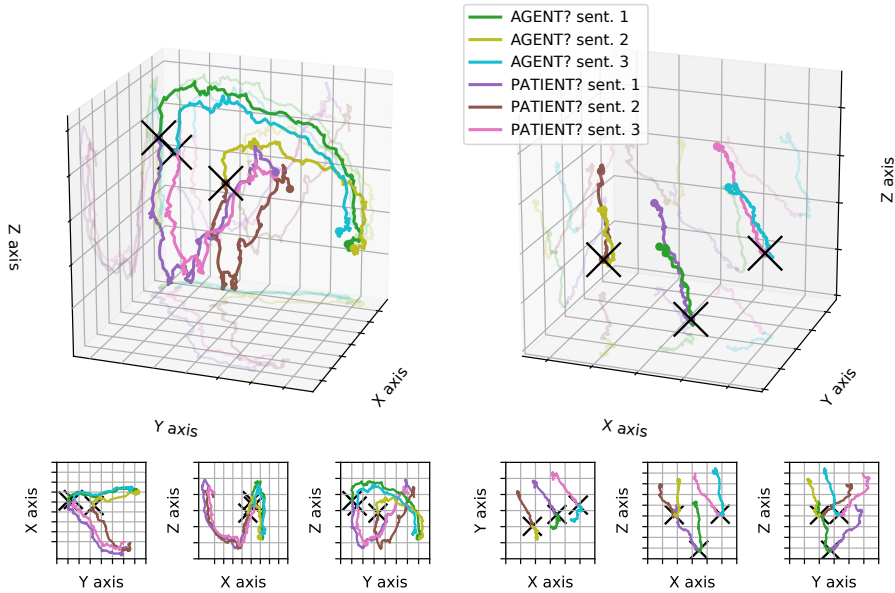 AGENT? sent. 1
AGENT? sent. 2
AGENT? sent. 3
PATIENT? sent. 1
PATIENT? sent. 2
PATIENT? sent. 3
Z axis
Y axis
X axis
Z axis
X axis
Y axis
X axis
Y axis
Z axis
X axis
Z axis
Y axis
Y axis
X axis
Z axis
X axis
Z axis
Y axis